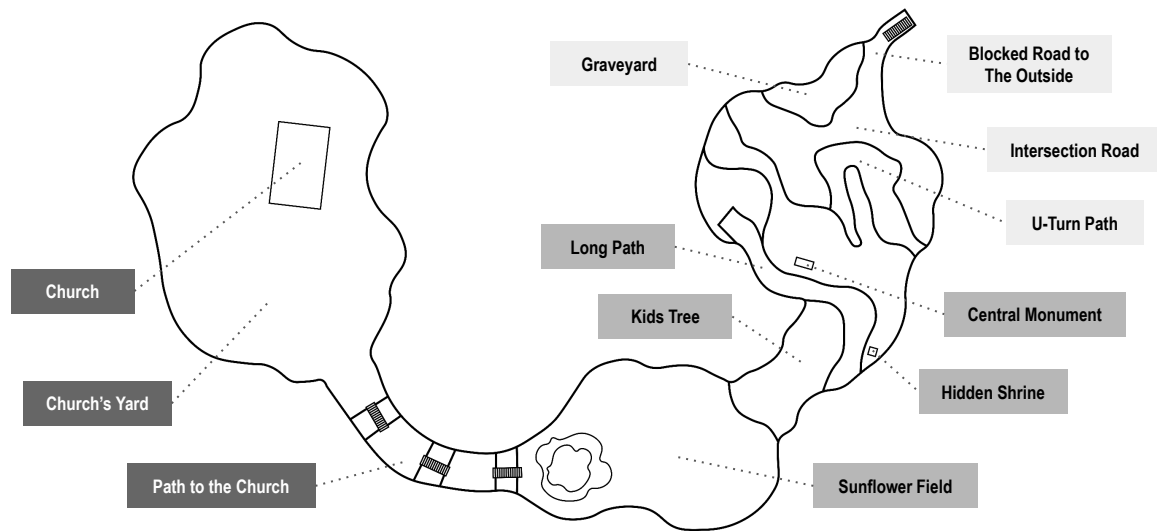 Graveyard
Blocked Road to
The Outside
Intersection Road
U-Turn Path
Long Path
Church
Kids Tree
Central Monument
Hidden Shrine
Church's Yard
Path to the Church
Sunflower Field